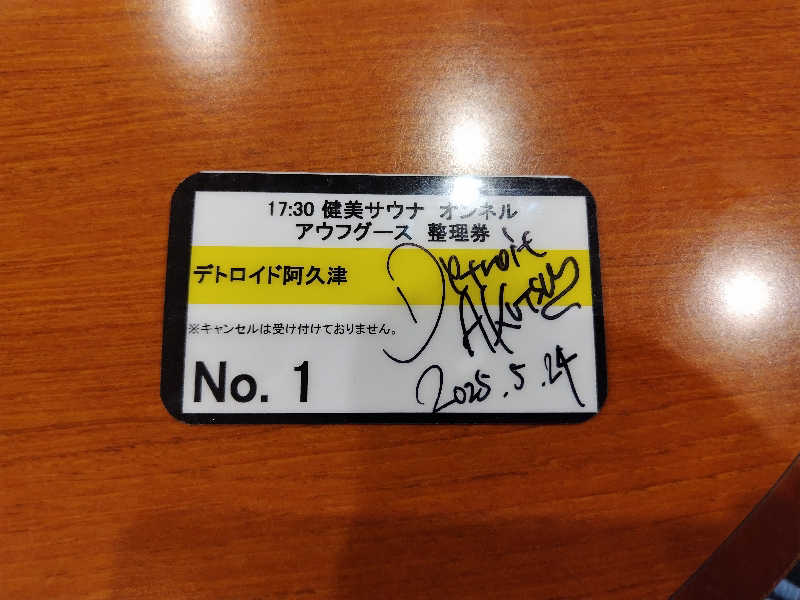 17:30 健美サウナ オンネル
アウフグース 整理券
デトロイド阿久津
※キャンセルは受け付けておりません。
No. 1
Detroit
AKUTSU
2025.5.24